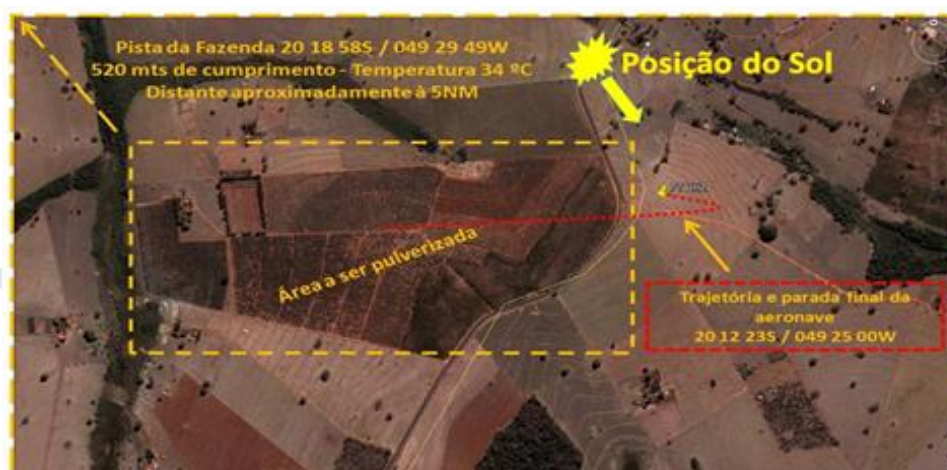 Pista da Fazenda 20 18 58S / 049 29 49W
520 mts de cumprimento - Temperatura 34 ºC
Distante aproximadamente à 5NM
Posição do Sol
Área a ser pulverizada
Trajetória e parada final da
aeronave
20 12 23S / 049 25 00W